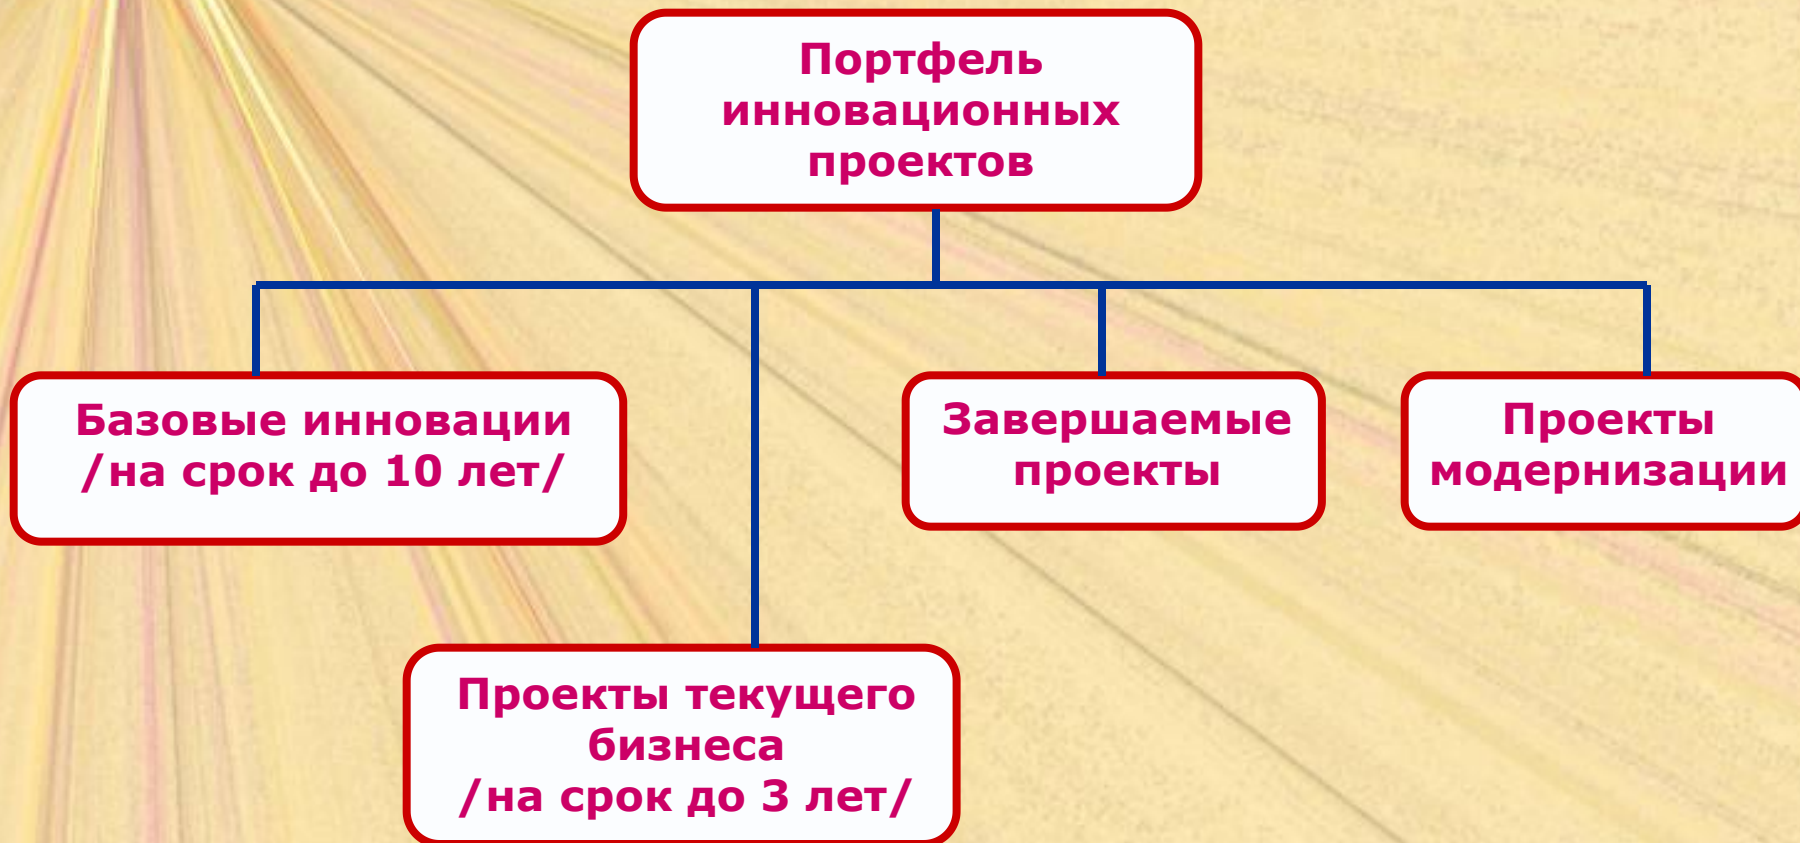 Портфель
инновационных
проектов
Базовые инновации
/на срок до 10 лет/
Завершаемые
проекты
Проекты
модернизации
Проекты текущего
бизнеса
/на срок до 3 лет/